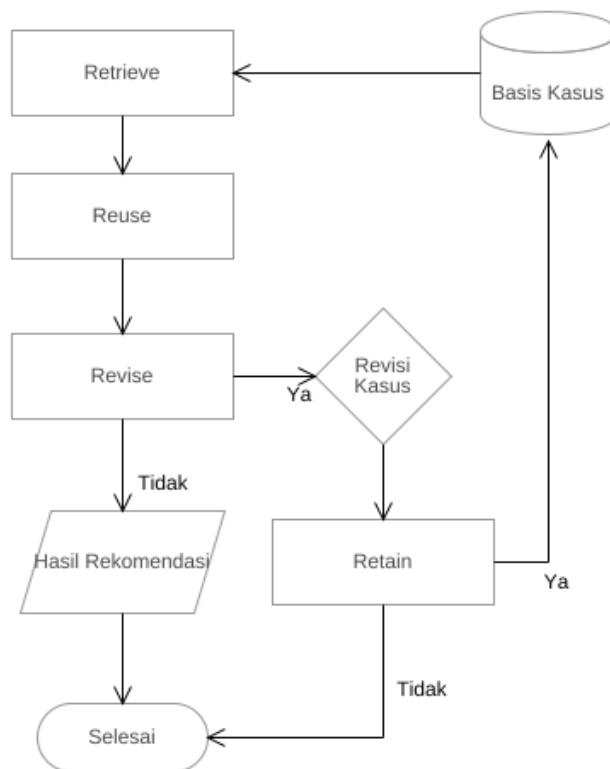 Retrieve
Basis Kasus
Reuse
Revise
Ya
Revisi
Kasus
Tidak
Hasil Rekomendasi
Retain
Ya
Tidak
Selesai